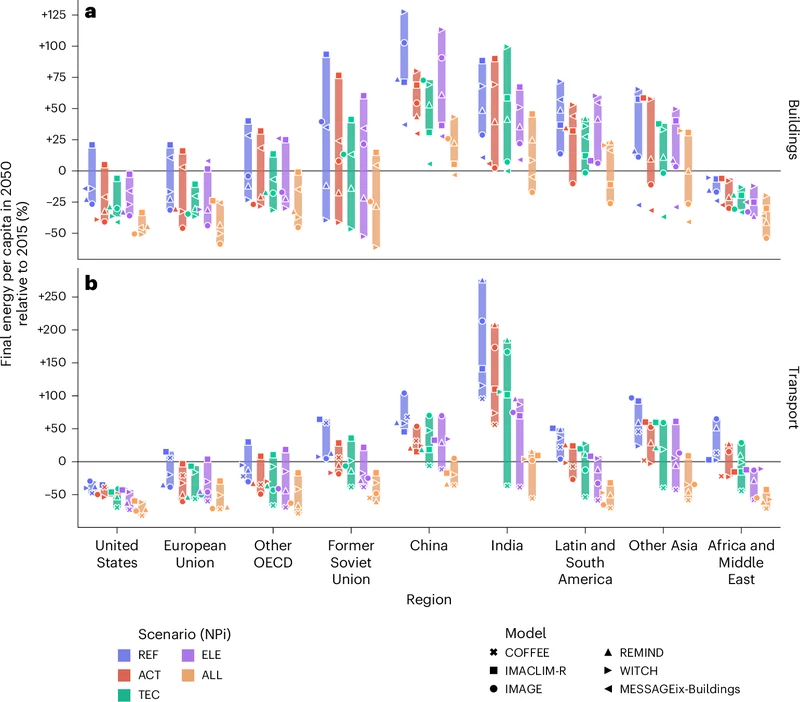 a
+125
+100
+75
+50
+25
0
−25
−50
Buildings
Final energy per capita in 2050
relative to 2015 (%)
b
+250
+200
+150
+100
+50
0
−50
Transport
United
States
European
Union
Other
OECD
Former
Soviet
Union
China
India
Latin and
South
America
Other Asia
Africa and
Middle
East
Region
Scenario (NPi)
REF
ELE
ACT
ALL
TEC
Model
COFFEE
REMIND
IMACLIM-R
WITCH
IMAGE
MESSAGEix-Buildings